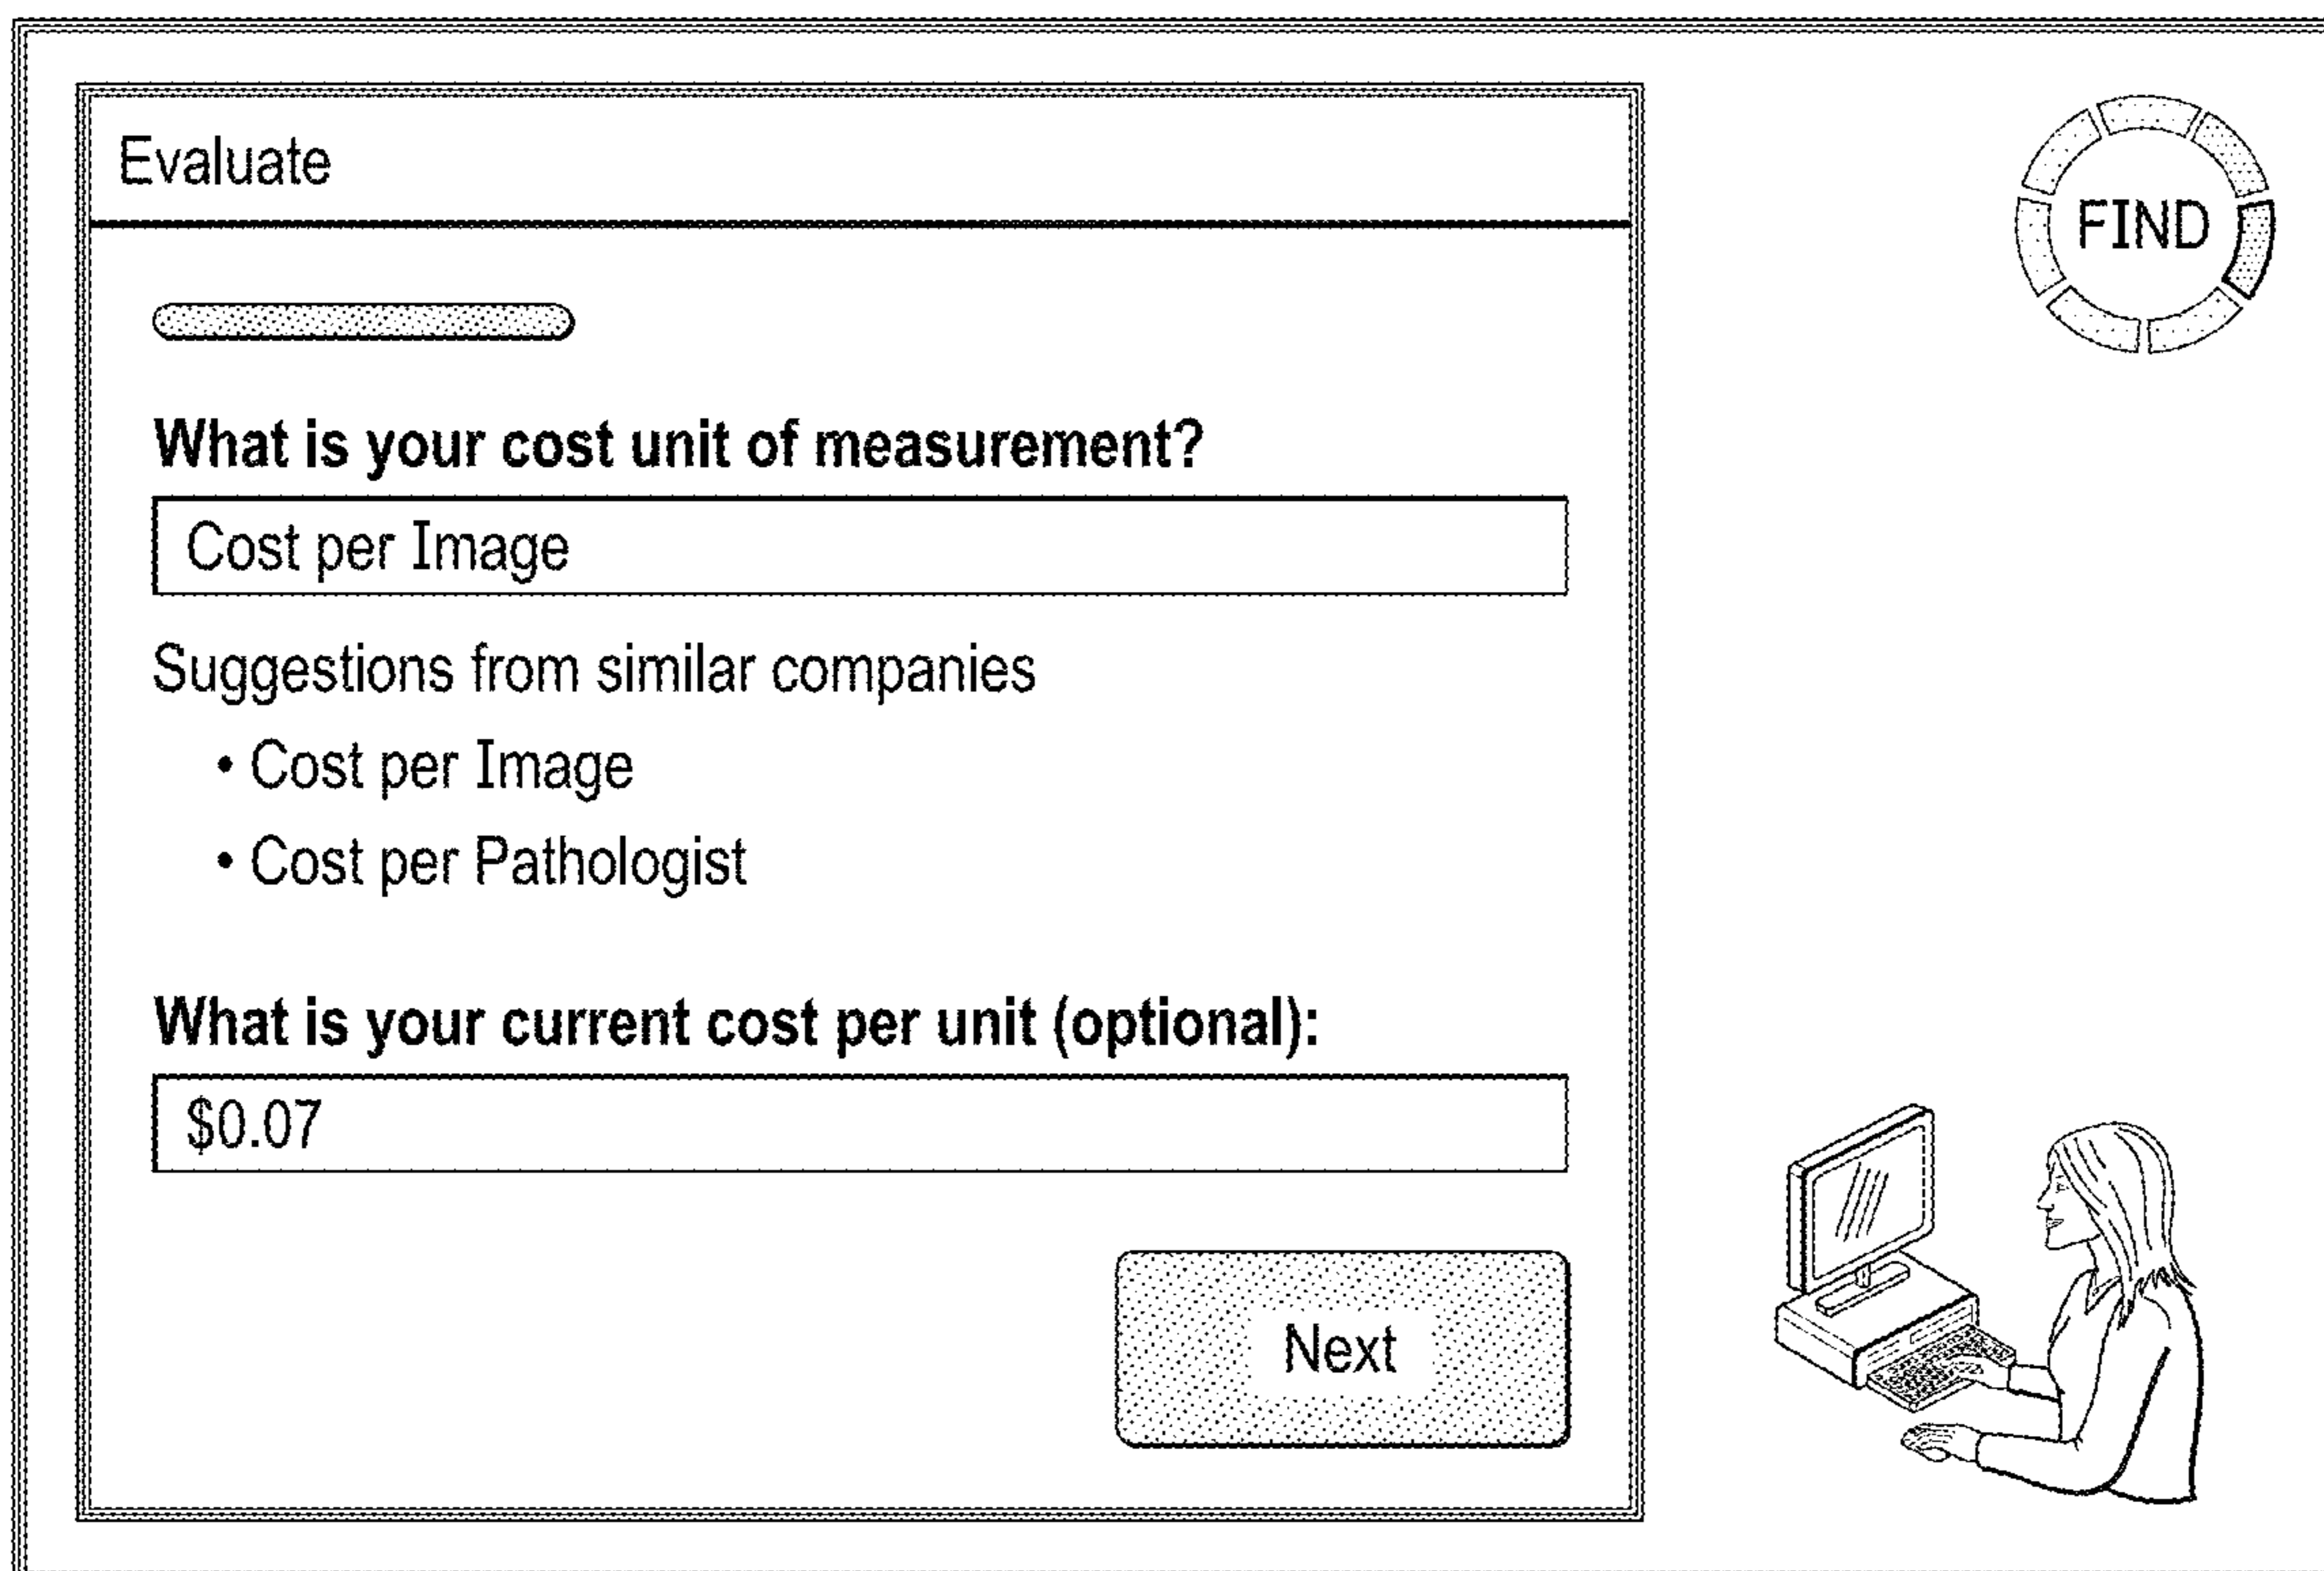 Evaluate
FIND
What is your cost unit of measurement?
Cost per Image
Suggestions from similar companies
• Cost per Image
• Cost per Pathologist
What is your current cost per unit (optional):
$0.07
Next